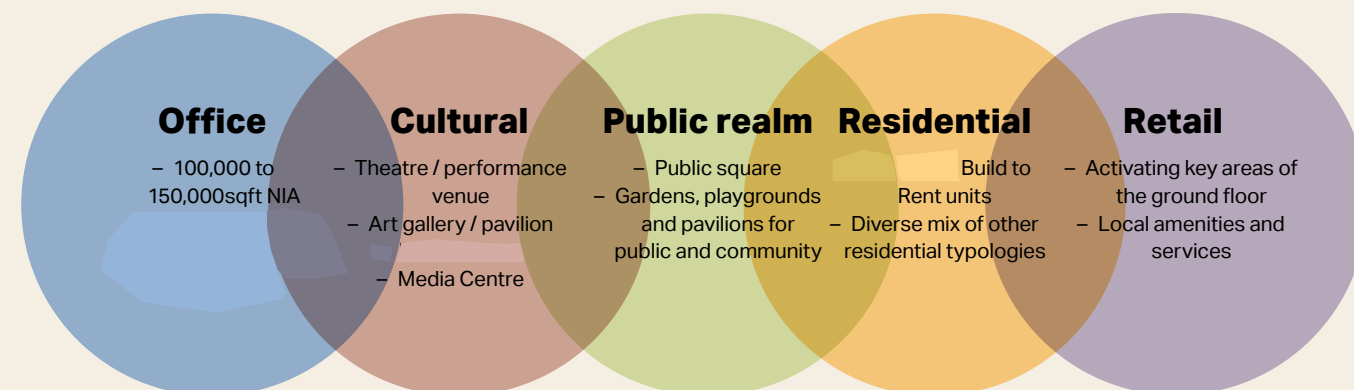 Office
– 100,000 to
150,000sqft NIA
Cultural
– Theatre / performance
venue
– Art gallery / pavilion
– Media Centre
Public realm
– Public square
– Gardens, playgrounds
and pavilions for
public and community
Residential
Build to
Rent units
– Diverse mix of other
residential typologies
Retail
– Activating key areas of
the ground floor
– Local amenities and
services